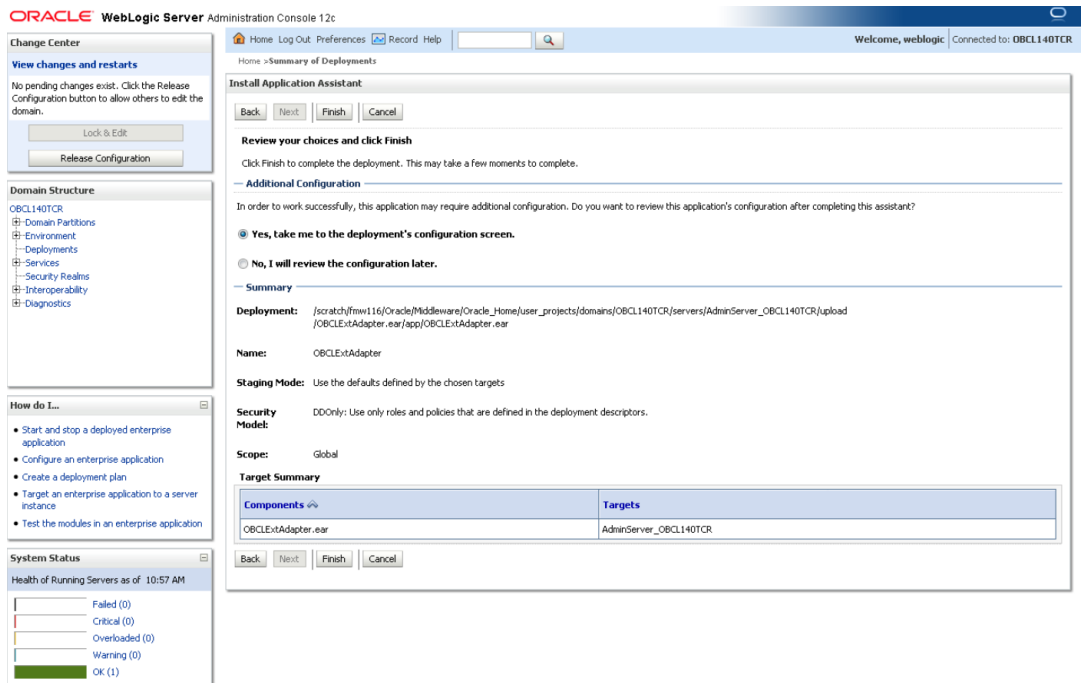 ORACLE WebLogic Server Administration Console 12c
Change Center
View changes and restarts
No pending changes exist. Click the Release
Configuration button to allow others to edit the
domain.
Lock & Edit
Release Configuration
Domain Structure
OBCL140TCR
Domain Partitions
Environment
Deployments
Services
Security Realms
Interoperability
Diagnostics
How do I...
Start and stop a deployed enterprise
application
Configure an enterprise application
Create a deployment plan
Target an enterprise application to a server
instance
Test the modules in an enterprise application
System Status
Health of Running Servers as of 10:57 AM
Failed (0)
Critical (0)
Overloaded (0)
Warning (0)
OK (1)
Home Log Out Preferences Record Help
Welcome, weblogic Connected to: OBCL140TCR
Home >Summary of Deployments
Install Application Assistant
Back Next Finish Cancel
Review your choices and click Finish
Click Finish to complete the deployment. This may take a few moments to complete.
Additional Configuration
In order to work successfully, this application may require additional configuration. Do you want to review this application's configuration after completing this assistant?
Yes, take me to the deployment's configuration screen.
No, I will review the configuration later.
Summary
Deployment: /scratch/fmw116/Oracle/Middleware/Oracle_Home/user_projects/domains/OBCL140TCR/servers/AdminServer_OBCL140TCR/upload
/OBCLExtAdapter.ear/app/OBCLExtAdapter.ear
Name: OBCLExtAdapter
Staging Mode: Use the defaults defined by the chosen targets
Security DDOnly: Use only roles and policies that are defined in the deployment descriptors.
Model:
Scope: Global
Target Summary
Components Targets
OBCLExtAdapter.ear AdminServer_OBCL140TCR
Back Next Finish Cancel